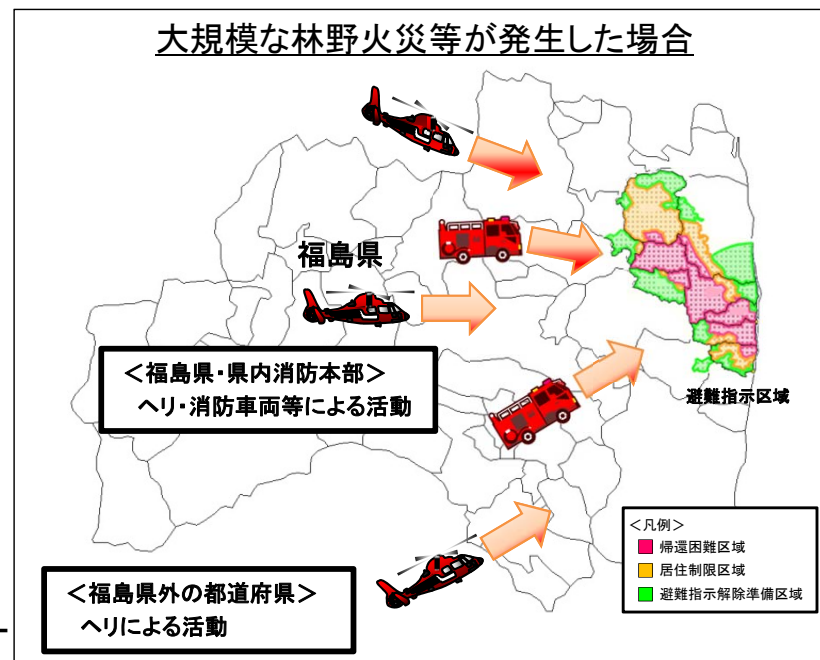 大規模な林野火災等が発生した場合
福島県
＜福島県・県内消防本部＞
ヘリ・消防車両等による活動
避難指示区域
＜凡例＞
帰還困難区域
居住制限区域
避難指示解除準備区域
＜福島県外の都道府県＞
ヘリによる活動